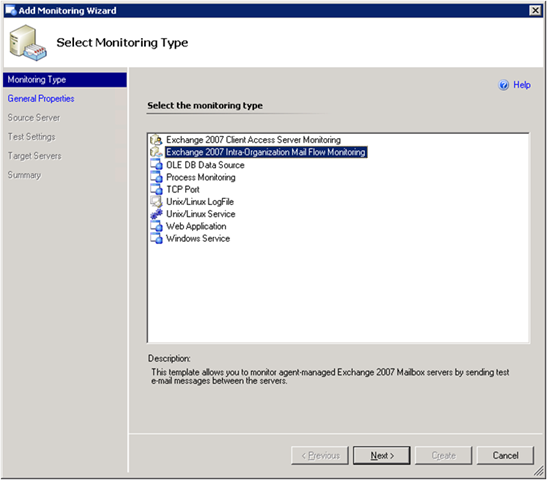 Add Monitoring Wizard
Select Monitoring Type
Monitoring Type
General Properties
Source Server
Test Settings
Target Servers
Summary
Help
Select the monitoring type
Exchange 2007 Client Access Server Monitoring
Exchange 2007 Intra-Organization Mail Flow Monitoring
OLE DB Data Source
Process Monitoring
TCP Port
Unix/Linux LogFile
Unix/Linux Service
Web Application
Windows Service
Description:
This template allows you to monitor agent-managed Exchange 2007 Mailbox servers by sending test
e-mail messages between the servers.
< Previous
Next >
Create
Cancel